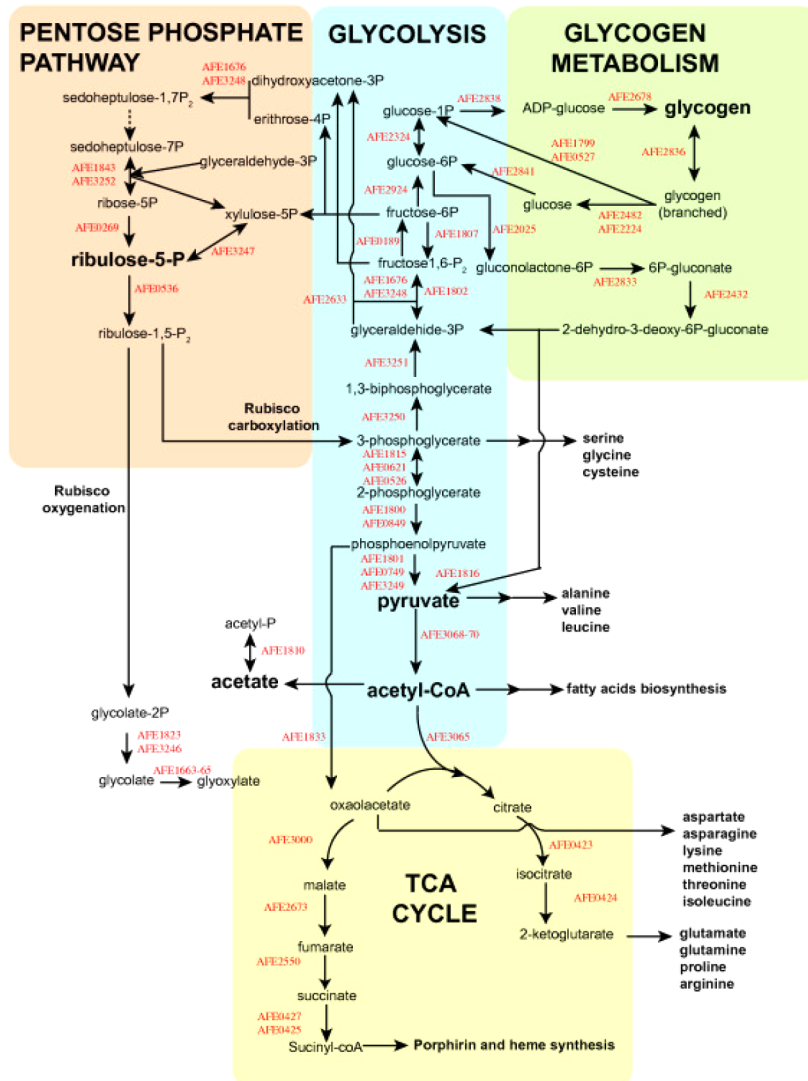 PENTOSE PHOSPHATE
PATHWAY
GLYCOLYSIS
GLYCOGEN
METABOLISM
AFE1676
AFE3248
dihydroxyacetone-3P
sedoheptulose-1,7P2
erithrose-4P
sedoheptulose-7P
AFE1843
AFE3252
glyceraldehyde-3P
ribose-5P
xylulose-5P
AFE0269
AFE3247
ribulose-5-P
AFE0536
ribulose-1,5-P2
Rubisco
carboxylation
Rubisco
oxygenation
glucose-1P
AFE2838
ADP-glucose
AFE2678
glycogen
AFE2324
AFE1799
AFE0527
AFE2836
glucose-6P
AFE2841
AFE2924
glucose
glycogen
(branched)
AFE2482
AFE2224
fructose-6P
AFE0189
AFE1807
AFE2025
fructose1,6-P2
gluconolactone-6P
6P-gluconate
AFE2833
AFE1676
AFE3248
AFE1802
AFE2633
AFE2432
glyceraldehide-3P
2-dehydro-3-deoxy-6P-gluconate
AFE3251
1,3-biphosphoglycerate
AFE3250
3-phosphoglycerate
serine
glycine
cysteine
AFE1815
AFE0621
AFE0526
2-phosphoglycerate
AFE1800
AFE0849
phosphoenolpyruvate
AFE1801
AFE0749
AFE3249
AFE1816
pyruvate
alanine
valine
leucine
acetyl-P
AFE1810
AFE3068-70
acetate
acetyl-CoA
fatty acids biosynthesis
glycolate-2P
AFE1823
AFE3246
AFE1833
AFE3065
glycolate
AFE1663-65
glyoxylate
oxaolacetate
citrate
aspartate
asparagine
lysine
methionine
threonine
isoleucine
AFE3000
AFE0423
malate
TCA
CYCLE
isocitrate
AFE2673
AFE0424
fumarate
2-ketoglutarate
glutamate
glutamine
proline
arginine
AFE2550
succinate
AFE0427
AFE0425
Sucinyl-coA
Porphirin and heme synthesis